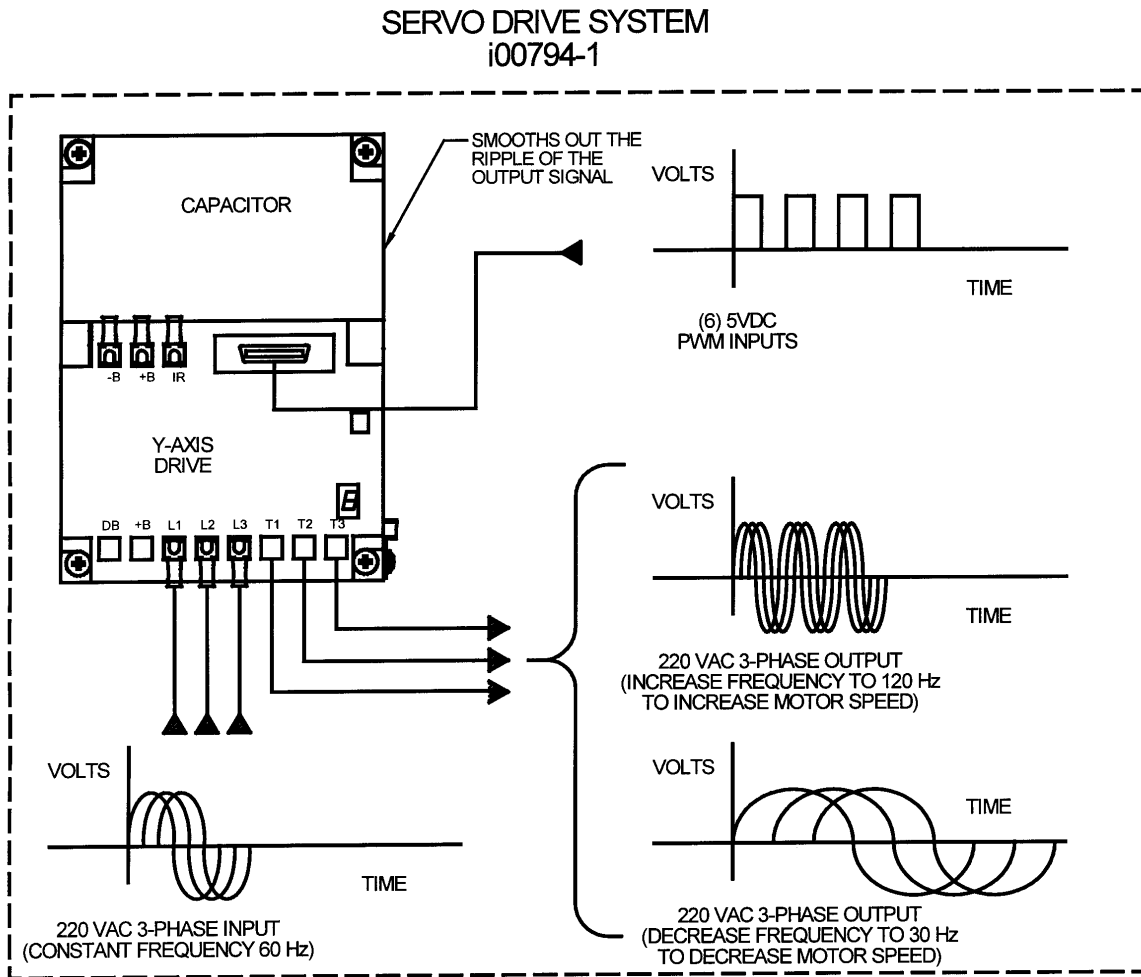 SERVO DRIVE SYSTEM
i00794-1
SMOOTHS OUT THE
RIPPLE OF THE
OUTPUT SIGNAL
CAPACITOR
VOLTS
TIME
(6) 5VDC
PWM INPUTS
-B +B IR
Y-AXIS
DRIVE
DB +B L1 L2 L3 T1 T2 T3
VOLTS
TIME
220 VAC 3-PHASE OUTPUT
(INCREASE FREQUENCY TO 120 Hz
TO INCREASE MOTOR SPEED)
VOLTS
TIME
220 VAC 3-PHASE INPUT
(CONSTANT FREQUENCY 60 Hz)
VOLTS
TIME
220 VAC 3-PHASE OUTPUT
(DECREASE FREQUENCY TO 30 Hz
TO DECREASE MOTOR SPEED)